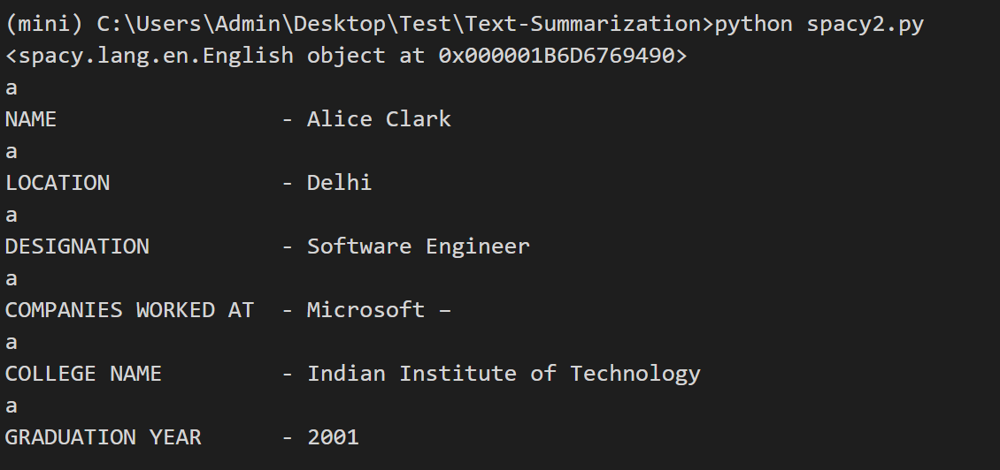 (mini) C:\Users\Admin\Desktop\Test\Text-Summarization>python spacy2.py
<spacy.lang.en.English object at 0x000001B6D6769490>
a
NAME                 - Alice Clark
a
LOCATION             - Delhi
a
DESIGNATION          - Software Engineer
a
COMPANIES WORKED AT  - Microsoft –
a
COLLEGE NAME         - Indian Institute of Technology
a
GRADUATION YEAR      - 2001